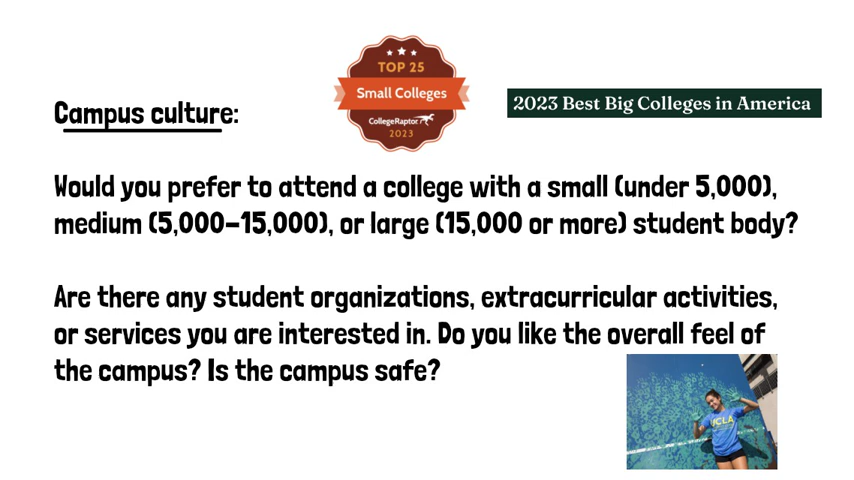 TOP 25
Small Colleges
CollegeRaptor
2023
2023 Best Big Colleges in America
Campus culture:
Would you prefer to attend a college with a small (under 5,000),
medium (5,000-15,000), or large (15,000 or more) student body?
Are there any student organizations, extracurricular activities,
or services you are interested in. Do you like the overall feel of
the campus? Is the campus safe?
UCLA